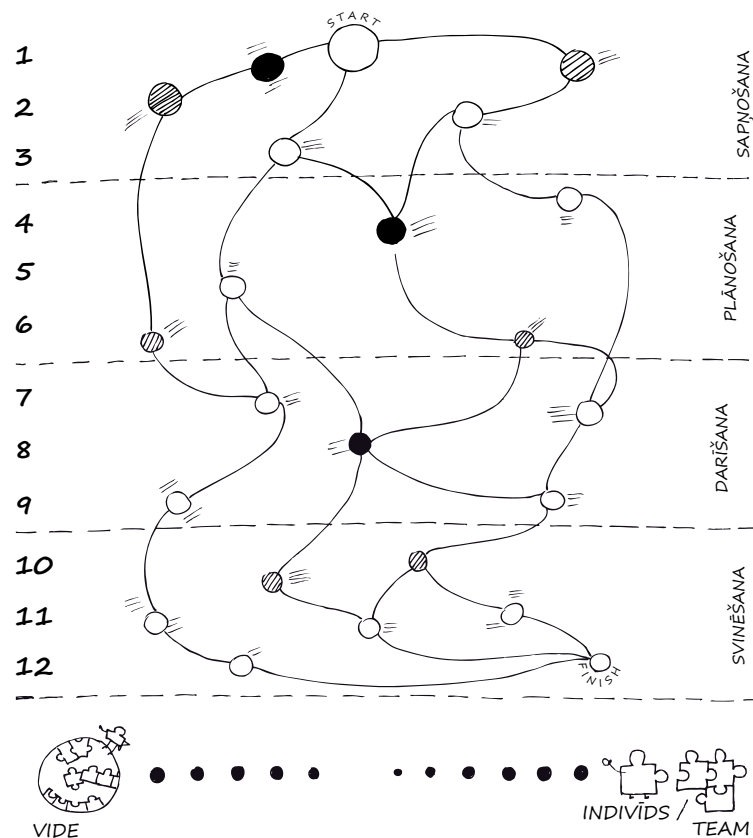 START
1
2
3
SAPŅOŠANA
4
5
6
PLĀNOŠANA
7
8
9
DARĪŠANA
10
11
12
SVINĒŠANA
FINISH
VIDE
INDIVĪDS /
TEAM